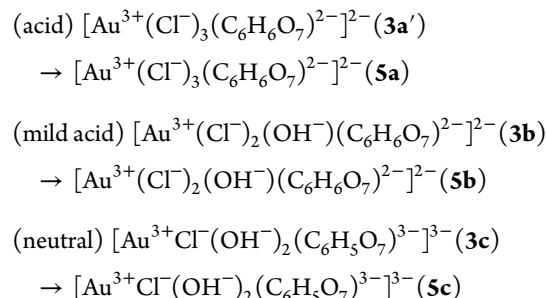 (acid) [Au³⁺(Cl⁻)₃(C₆H₆O₇)²⁻]²⁻(3a′)
→ [Au³⁺(Cl⁻)₃(C₆H₆O₇)²⁻]²⁻(5a)
(mild acid) [Au³⁺(Cl⁻)₂(OH⁻)(C₆H₆O₇)²⁻]²⁻(3b)
→ [Au³⁺(Cl⁻)₂(OH⁻)(C₆H₆O₇)²⁻]²⁻(5b)
(neutral) [Au³⁺Cl⁻(OH⁻)₂(C₆H₅O₇)³⁻]³⁻(3c)
→ [Au³⁺Cl⁻(OH⁻)₂(C₆H₅O₇)³⁻]³⁻(5c)